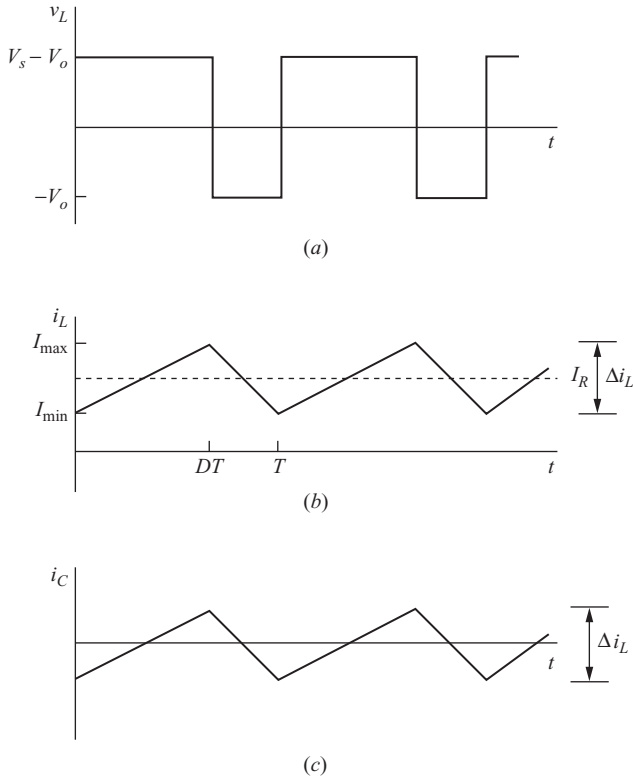 v_L
V_s – V_o
t
–V_o
(a)
i_L
I_max
I_R Δi_L
I_min
DT T t
(b)
i_C
Δi_L
t
(c)